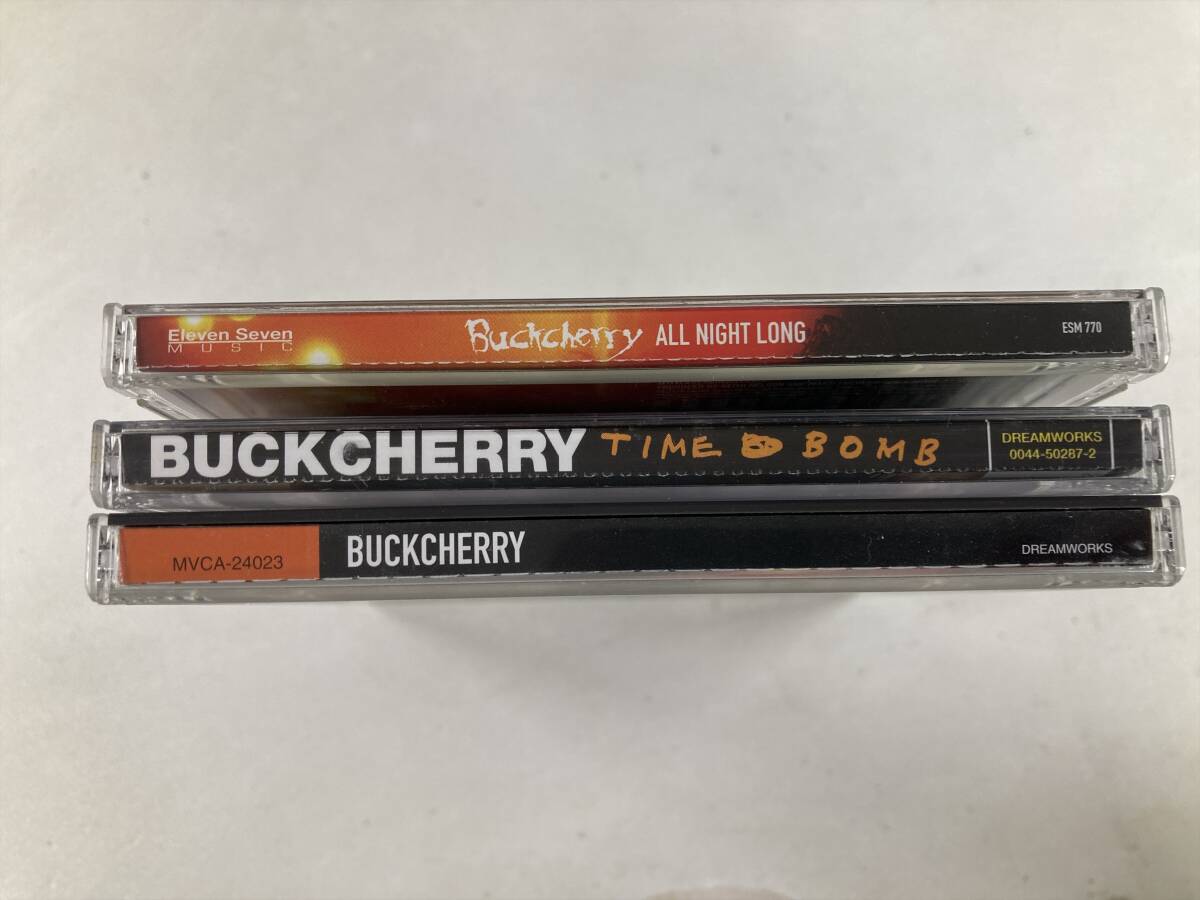 Eleven Seven
MUSIC
Buckcherry ALL NIGHT LONG
ESM 770
BUCKCHERRY TIME BOMB
DREAMWORKS
0044-50287-2
MVCA-24023
BUCKCHERRY
DREAMWORKS